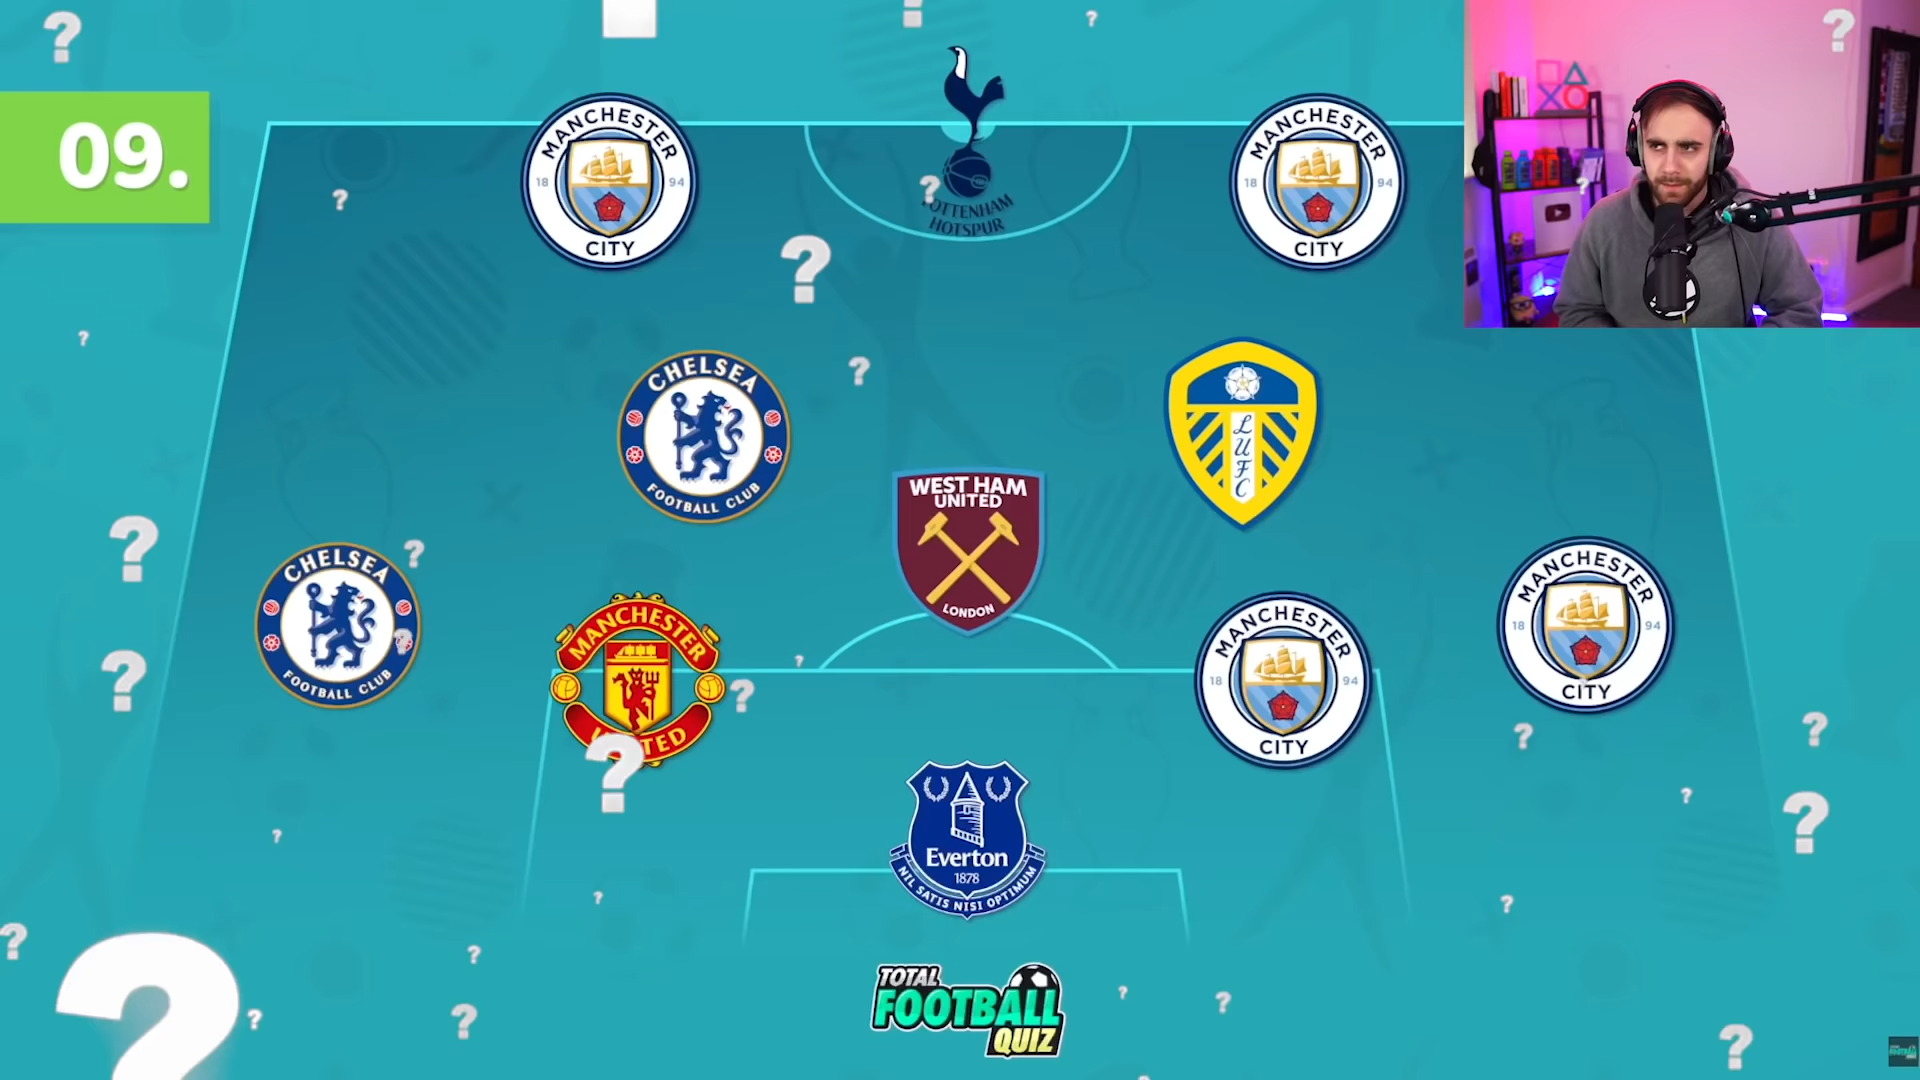 09.
MANCHESTER
18 94
CITY
TOTTENHAM
HOTSPUR
MANCHESTER
18 94
CITY
CHELSEA
FOOTBALL CLUB
LUFC
WEST HAM
UNITED
LONDON
CHELSEA
FOOTBALL CLUB
MANCHESTER
UNITED
MANCHESTER
18 94
CITY
MANCHESTER
18 94
CITY
Everton
1878
NIL SATIS NISI OPTIMUM
TOTAL
FOOTBALL
QUIZ